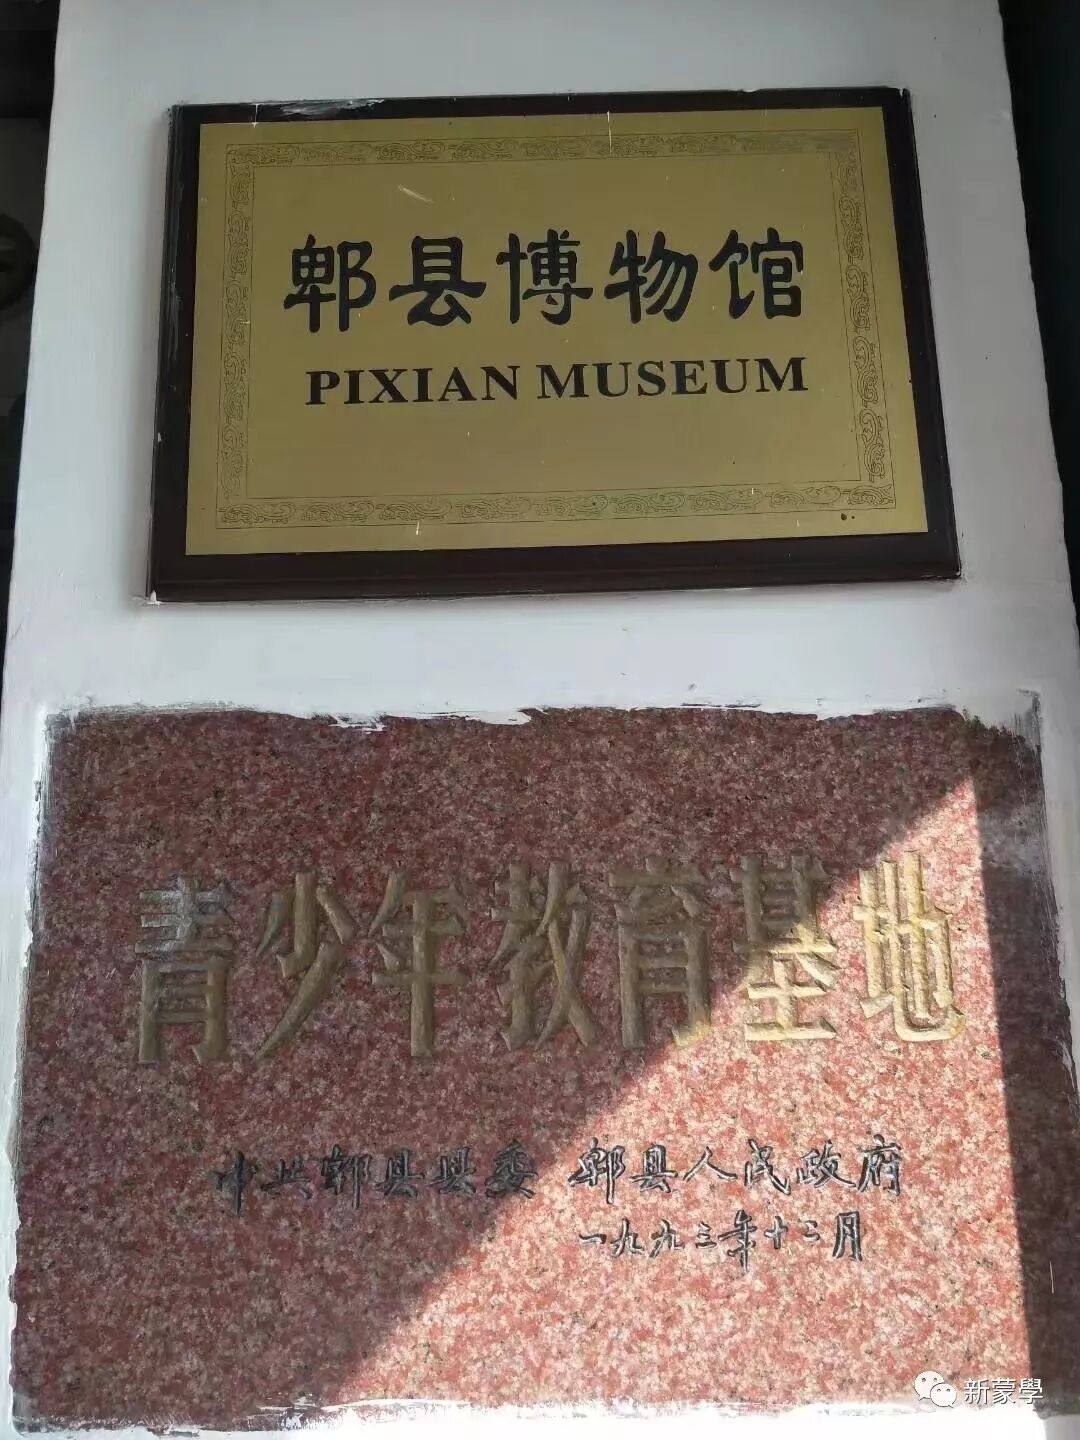 郫县博物馆
PIXIAN MUSEUM
青少年教育基地
中共郫县县委 郫县人民政府
一九九三年十二月
新蒙學